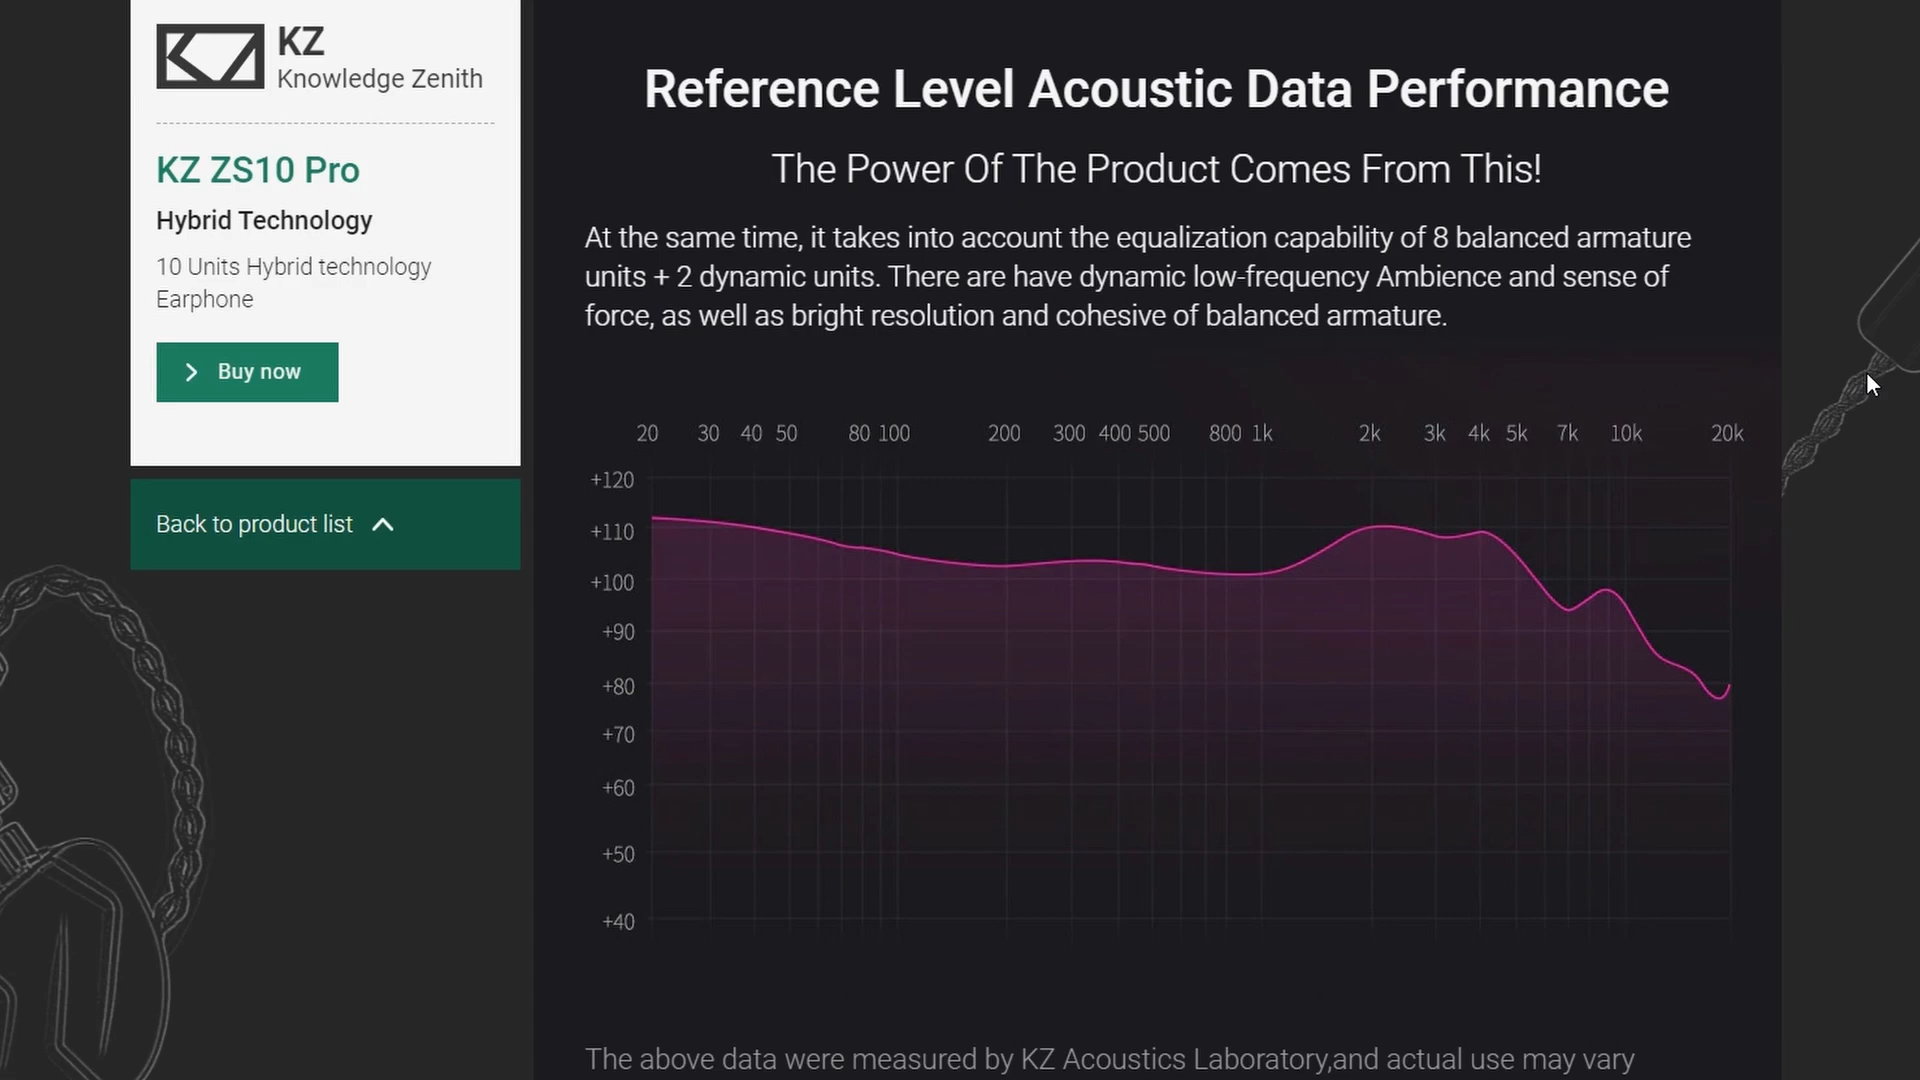 KZ
Knowledge Zenith
KZ ZS10 Pro
Hybrid Technology
10 Units Hybrid technology
Earphone
Buy now
Back to product list
Reference Level Acoustic Data Performance
The Power Of The Product Comes From This!
At the same time, it takes into account the equalization capability of 8 balanced armature
units + 2 dynamic units. There are have dynamic low-frequency Ambience and sense of
force, as well as bright resolution and cohesive of balanced armature.
20 30 40 50 80 100 200 300 400 500 800 1k 2k 3k 4k 5k 7k 10k 20k
+120
+110
+100
+90
+80
+70
+60
+50
+40
The above data were measured by KZ Acoustics Laboratory,and actual use may vary